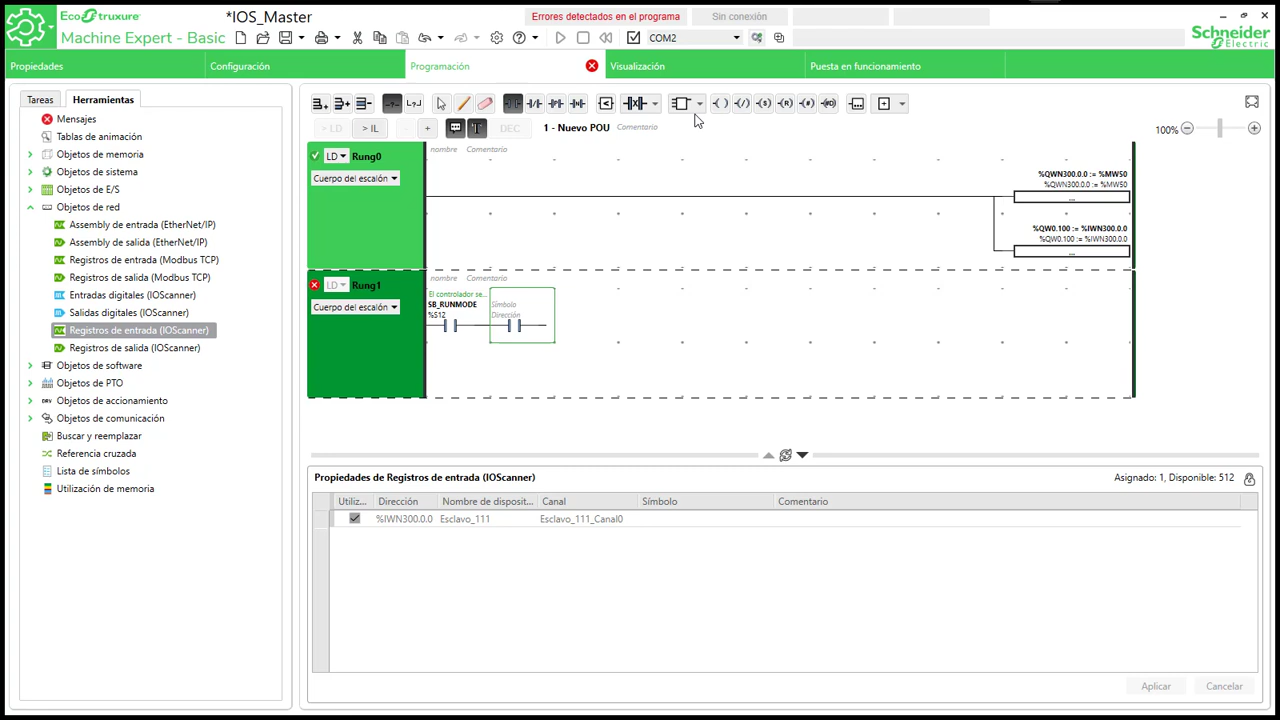 EcoStruxure
Machine Expert - Basic
*IOS_Master
Errores detectados en el programa
Sin conexión
COM2
Schneider
Electric
Propiedades
Configuración
Programación
Visualización
Puesta en funcionamiento
Tareas
Herramientas
Mensajes
Tablas de animación
Objetos de memoria
Objetos de sistema
Objetos de E/S
Objetos de red
Assembly de entrada (EtherNet/IP)
Assembly de salida (EtherNet/IP)
Registros de entrada (Modbus TCP)
Registros de salida (Modbus TCP)
Entradas digitales (IOScanner)
Salidas digitales (IOScanner)
Registros de entrada (IOScanner)
Registros de salida (IOScanner)
Objetos de software
Objetos de PTO
Objetos de accionamiento
Objetos de comunicación
Buscar y reemplazar
Referencia cruzada
Lista de símbolos
Utilización de memoria
> LD
> IL
- +
T
DEC
1 - Nuevo POU
Comentario
100%
LD
Rung0
Cuerpo del escalón
nombre Comentario
%QWN300.0.0 := %MW50
%QWN300.0.0 := %MW50
...
%QW0.100 := %IWN300.0.0
%QW0.100 := %IWN300.0.0
...
LD
Rung1
Cuerpo del escalón
nombre Comentario
El controlador se...
SB_RUNMODE
%S12
Símbolo
Dirección
Propiedades de Registros de entrada (IOScanner)
Asignado: 1, Disponible: 512
Utiliz... Dirección Nombre de disposit... Canal Símbolo Comentario
%IWN300.0.0 Esclavo_111 Esclavo_111_Canal0
Aplicar
Cancelar